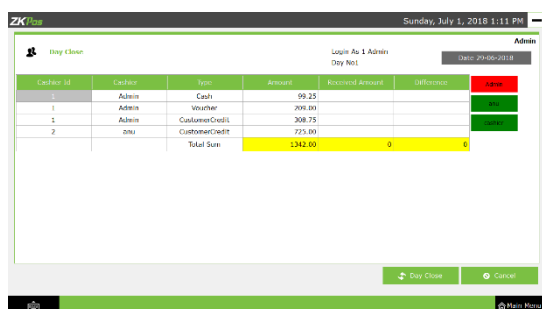 ZKPos Sunday, July 1, 2018 1:11 PM
Admin
Day Close Login As 1 Admin
Day No1 Date 29-06-2018
Cashier Id Cashier Type Amount Received Amount Difference
1 Admin Cash 99.25
1 Admin Voucher 209.00
1 Admin CustomerCredit 308.75
2 anu CustomerCredit 725.00
Total Sum 1342.00 0 0
Admin
anu
cashier
Day Close Cancel
Main Menu